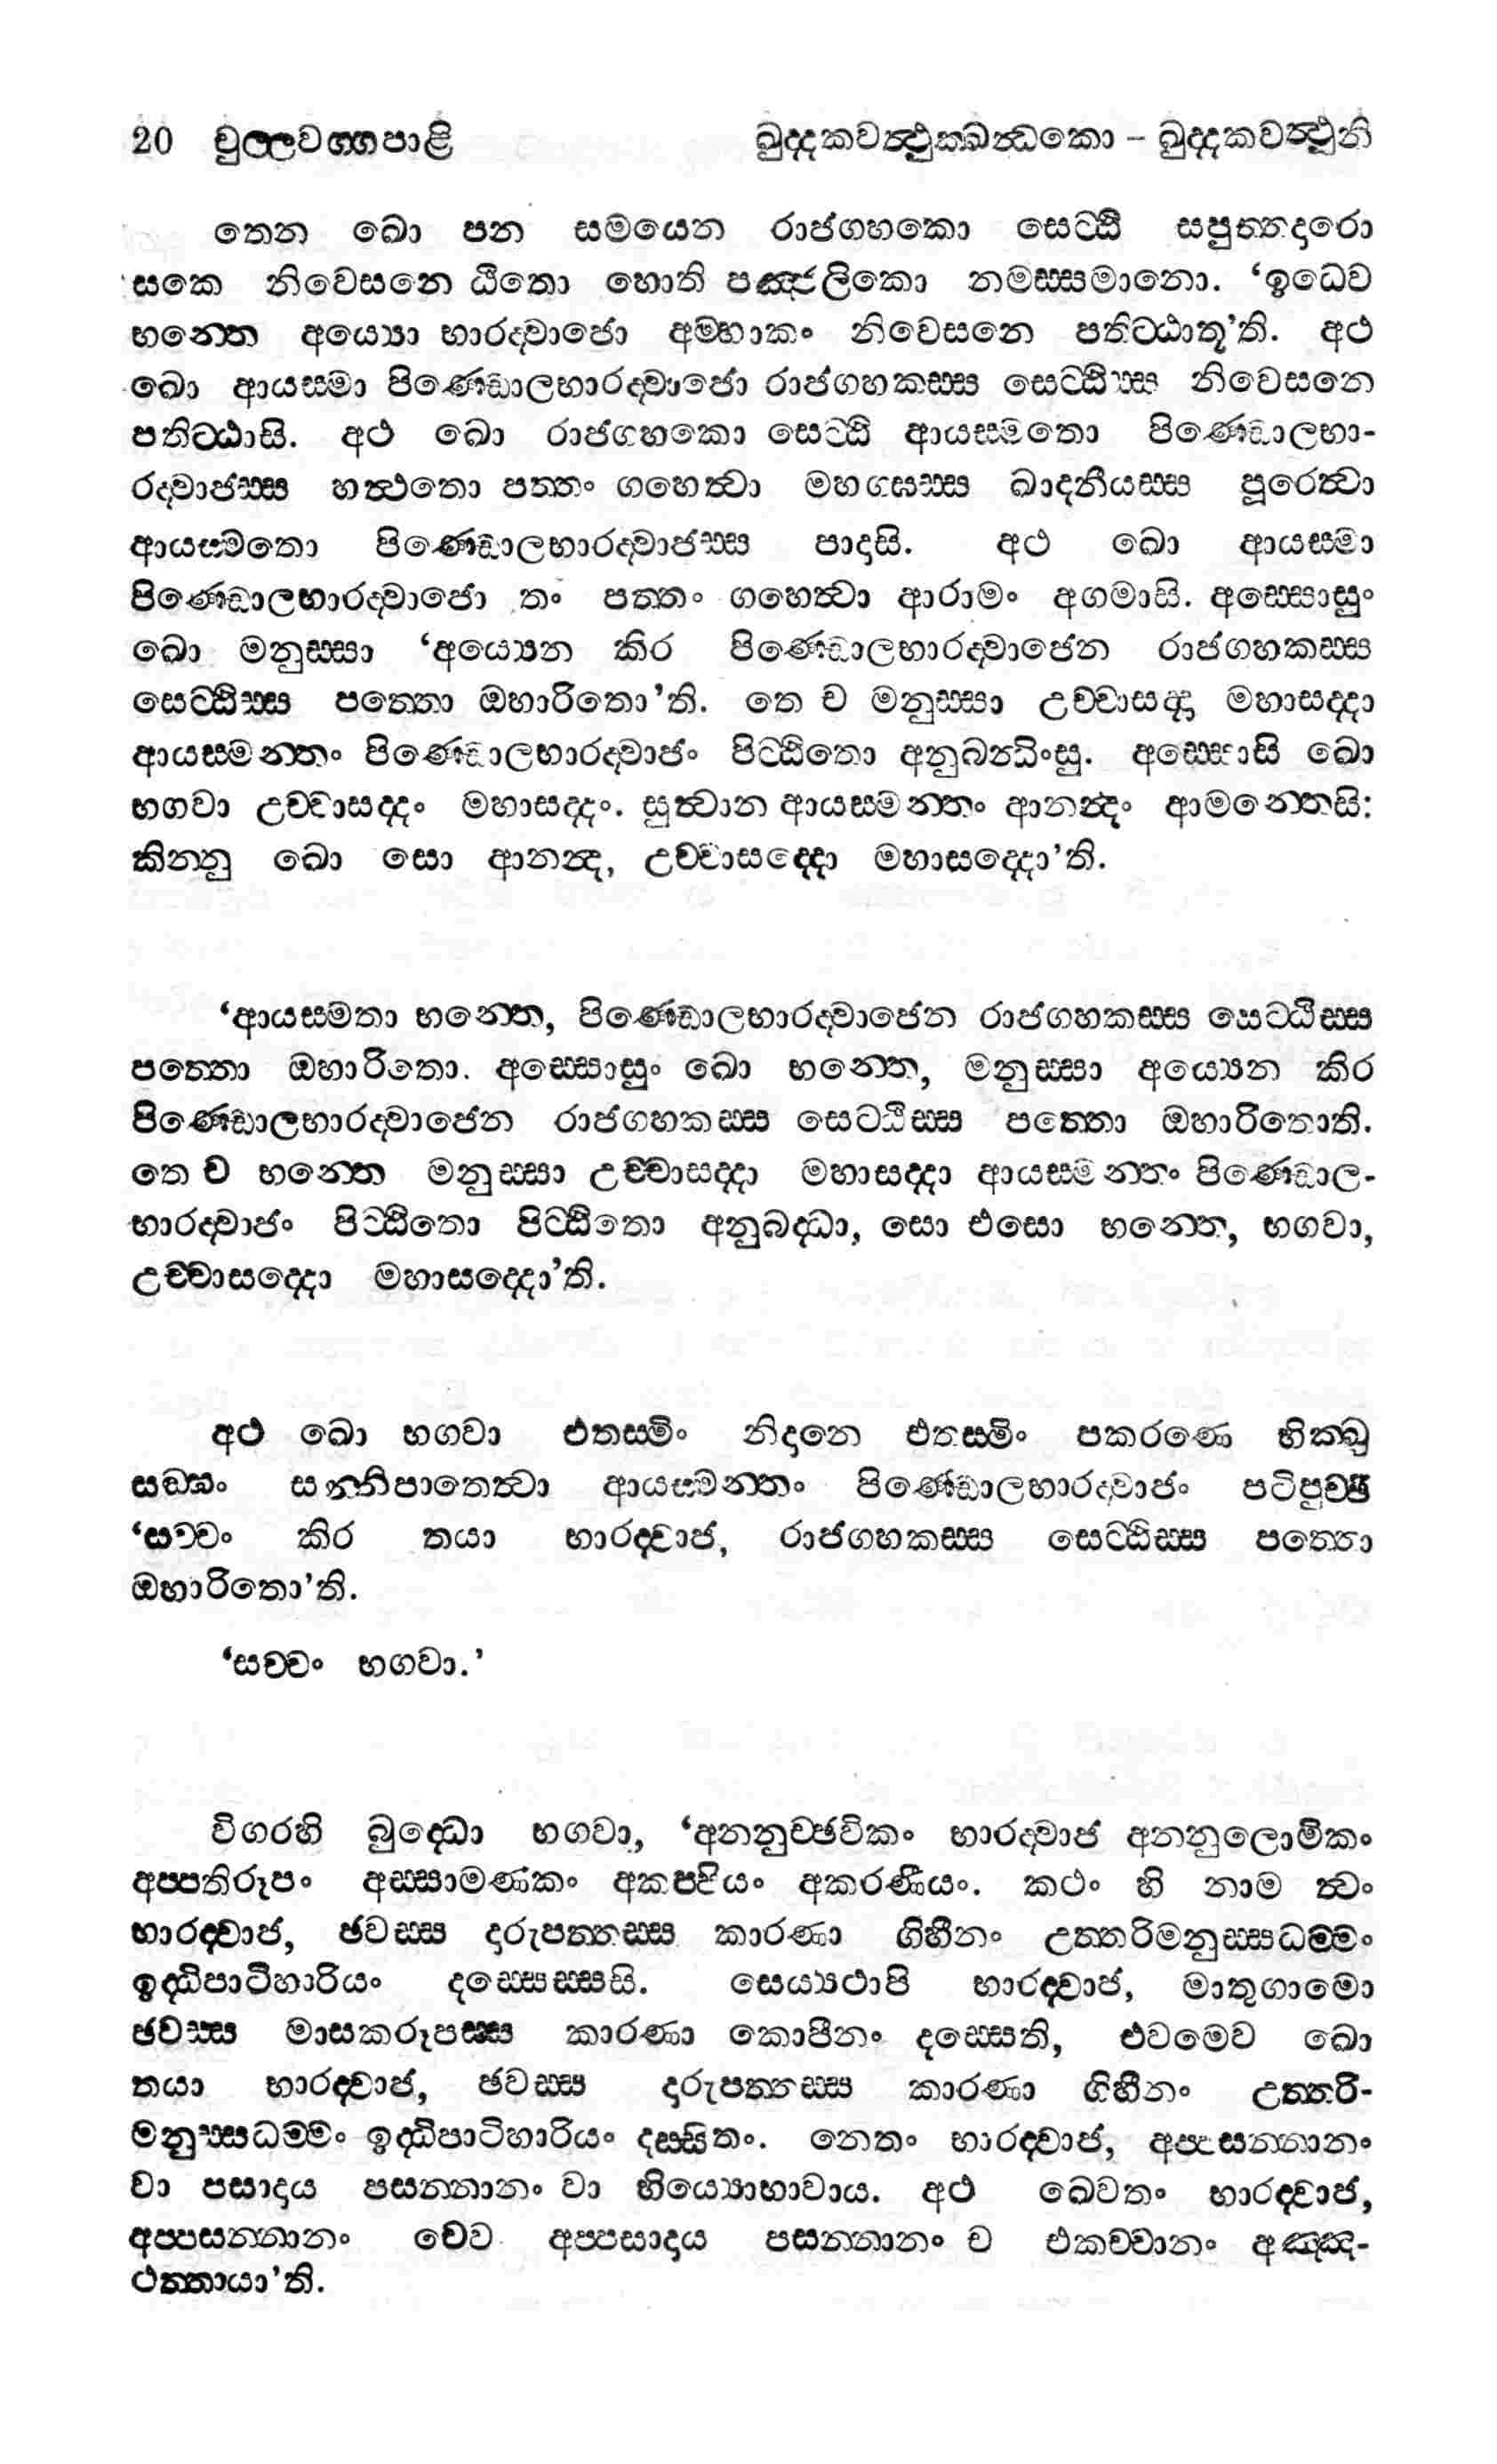 20 චුල්ලවග්ගපාළි ඛුද්දකවත්ථුක්ඛන්ධකො – ඛුද්දකවත්ථූනි
තෙන ඛො පන සමයෙන රාජගහකො සෙට්ඨි සපුත්තදාරො
සකෙ නිවෙසනෙ ඨිතො හොති පඤ්ජලිකො නමස්සමානො. ‘ඉධෙව
භන්තෙ අය්‍යො භාරද්වාජො අම්හාකං නිවෙසනෙ පතිට්ඨාතූ’ති. අථ
ඛො ආයස්මා පිණ්ඩොලභාරද්වාජො රාජගහකස්ස සෙට්ඨිස්ස නිවෙසනෙ
පතිට්ඨාසි. අථ ඛො රාජගහකො සෙට්ඨි ආයස්මතො පිණ්ඩොලභා-
රද්වාජස්ස හත්ථතො පත්තං ගහෙත්වා මහග්ඝස්ස ඛාදනීයස්ස පූරෙත්වා
ආයස්මතො පිණ්ඩොලභාරද්වාජස්ස පාදාසි. අථ ඛො ආයස්මා
පිණ්ඩොලභාරද්වාජො තං පත්තං ගහෙත්වා ආරාමං අගමාසි. අස්සොසුං
ඛො මනුස්සා ‘අය්‍යෙන කිර පිණ්ඩොලභාරද්වාජෙන රාජගහකස්ස
සෙට්ඨිස්ස පත්තො ඔහාරිතො’ති. තෙ ච මනුස්සා උච්චාසද්දා මහාසද්දා
ආයස්මන්තං පිණ්ඩොලභාරද්වාජං පිට්ඨිතො අනුබන්ධිංසු. අස්සොසි ඛො
භගවා උච්චාසද්දං මහාසද්දං. සුත්වාන ආයස්මන්තං ආනන්දං ආමන්තෙසි:
කින්නු ඛො සො ආනන්ද, උච්චාසද්දො මහාසද්දො’ති.
‘ආයස්මතා භන්තෙ, පිණ්ඩොලභාරද්වාජෙන රාජගහකස්ස සෙට්ඨිස්ස
පත්තො ඔහාරිතො. අස්සොසුං ඛො භන්තෙ, මනුස්සා අය්‍යෙන කිර
පිණ්ඩොලභාරද්වාජෙන රාජගහකස්ස සෙට්ඨිස්ස පත්තො ඔහාරිතොති.
තෙ ච භන්තෙ මනුස්සා උච්චාසද්දා මහාසද්දා ආයස්මන්තං පිණ්ඩොල-
භාරද්වාජං පිට්ඨිතො පිට්ඨිතො අනුබද්ධා, සො එසො භන්තෙ, භගවා,
උච්චාසද්දො මහාසද්දො’ති.
අථ ඛො භගවා එතස්මිං නිදානෙ එතස්මිං පකරණෙ භික්ඛු
සඞ්ඝං සන්නිපාතෙත්වා ආයස්මන්තං පිණ්ඩොලභාරද්වාජං පටිපුච්ඡි
‘සච්චං කිර තයා භාරද්වාජ, රාජගහකස්ස සෙට්ඨිස්ස පත්තො
ඔහාරිතො’ති.
‘සච්චං භගවා.’
විගරහි බුද්ධො භගවා, ‘අනනුච්ඡවිකං භාරද්වාජ අනනුලොමිකං
අප්පතිරූපං අස්සාමණකං අකප්පියං අකරණීයං. කථං හි නාම ත්වං
භාරද්වාජ, ඡවස්ස දාරුපත්තස්ස කාරණා ගිහීනං උත්තරිමනුස්සධම්මං
ඉද්ධිපාටිහාරියං දස්සෙස්සසි. සෙය්‍යථාපි භාරද්වාජ, මාතුගාමො
ඡවස්ස මාසකරූපස්ස කාරණා කොපීනං දස්සෙති, එවමෙව ඛො
තයා භාරද්වාජ, ඡවස්ස දාරුපත්තස්ස කාරණා ගිහීනං උත්තරි-
මනුස්සධම්මං ඉද්ධිපාටිහාරියං දස්සිතං. නෙතං භාරද්වාජ, අප්පසන්නානං
වා පසාදාය පසන්නානං වා භිය්‍යොභාවාය. අථ ඛෙවතං භාරද්වාජ,
අප්පසන්නානං චෙව අප්පසාදාය පසන්නානං ච එකච්චානං අඤ්ඤ-
ථත්තායා’ති.